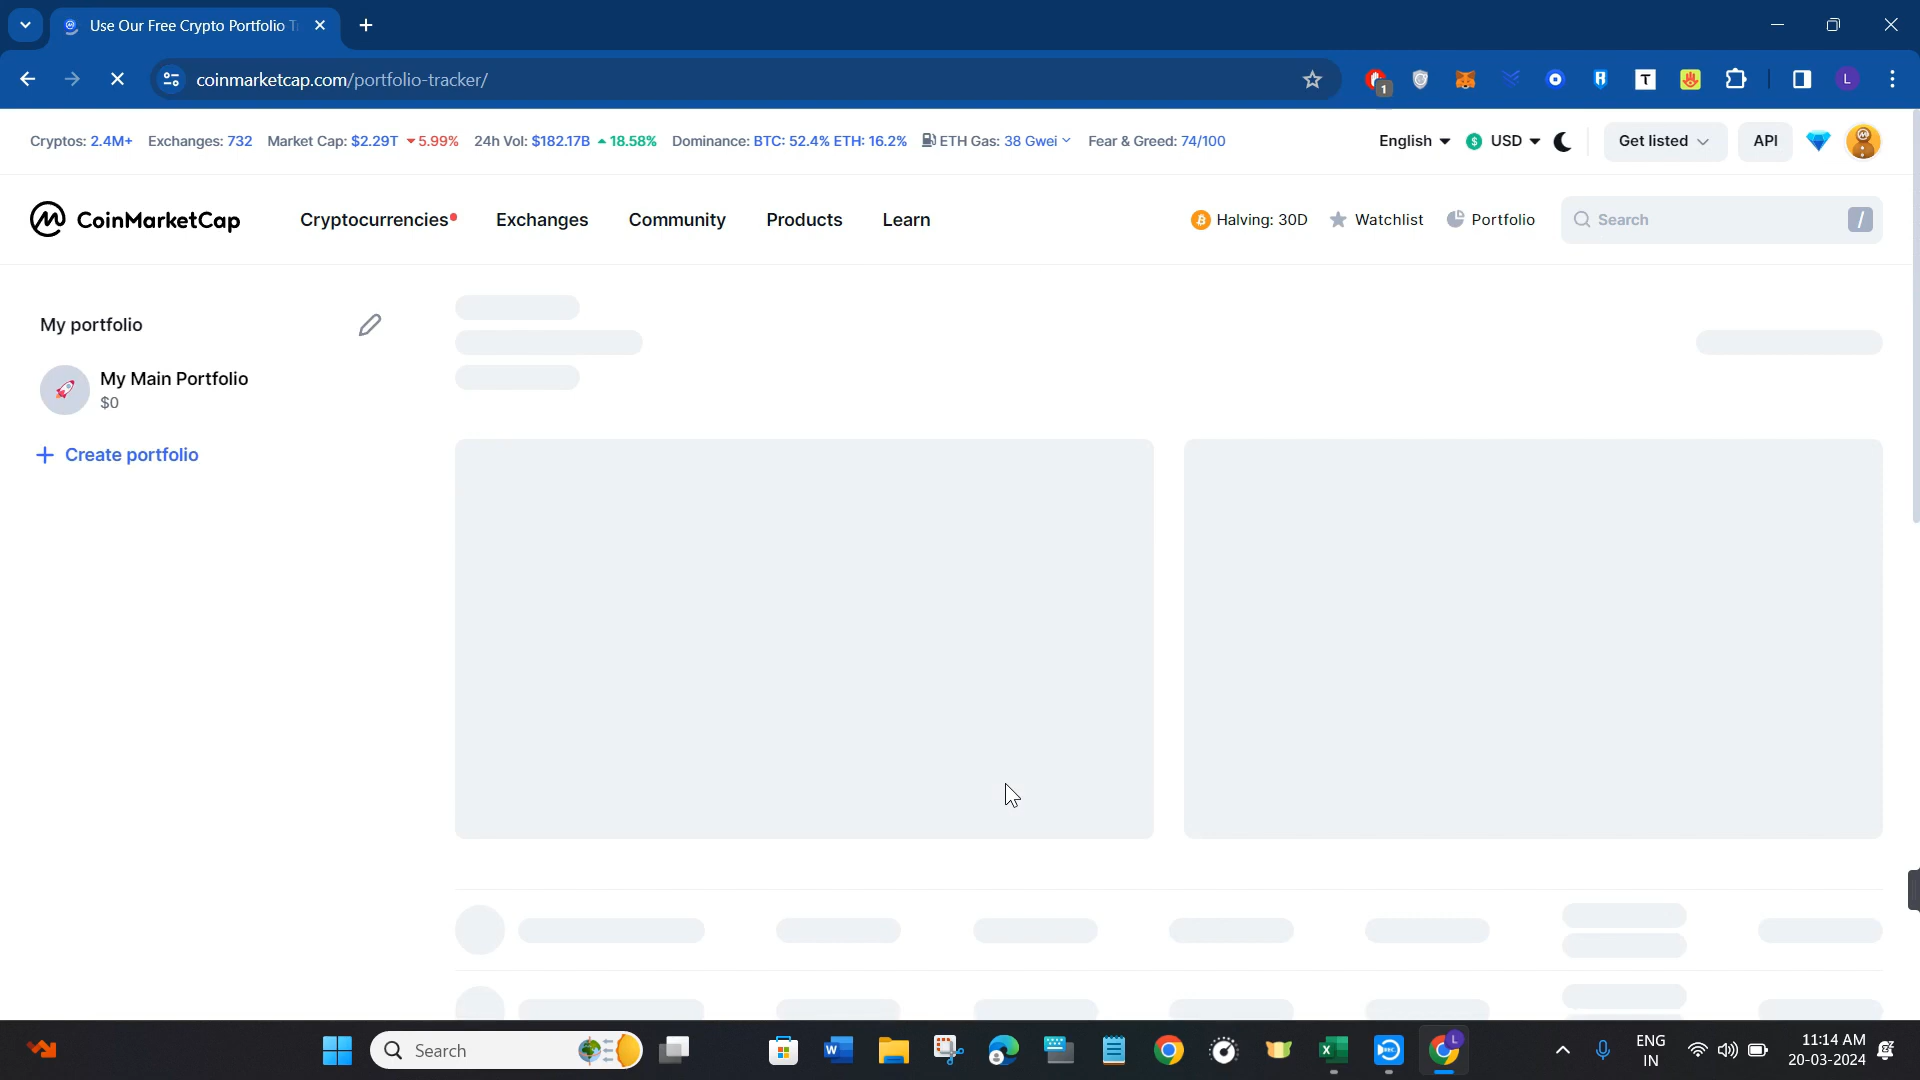 Use Our Free Crypto Portfolio T
coinmarketcap.com/portfolio-tracker/
1
T
L
Cryptos: 2.4M+ Exchanges: 732 Market Cap: $2.29T 5.99% 24h Vol: $182.17B 18.58% Dominance: BTC: 52.4% ETH: 16.2% ETH Gas: 38 Gwei Fear & Greed: 74/100 English USD Get listed API
CoinMarketCap Cryptocurrencies Exchanges Community Products Learn Halving: 30D Watchlist Portfolio Search /
My portfolio
My Main Portfolio
$0
+ Create portfolio
Search
ENG
IN
11:14 AM
20-03-2024